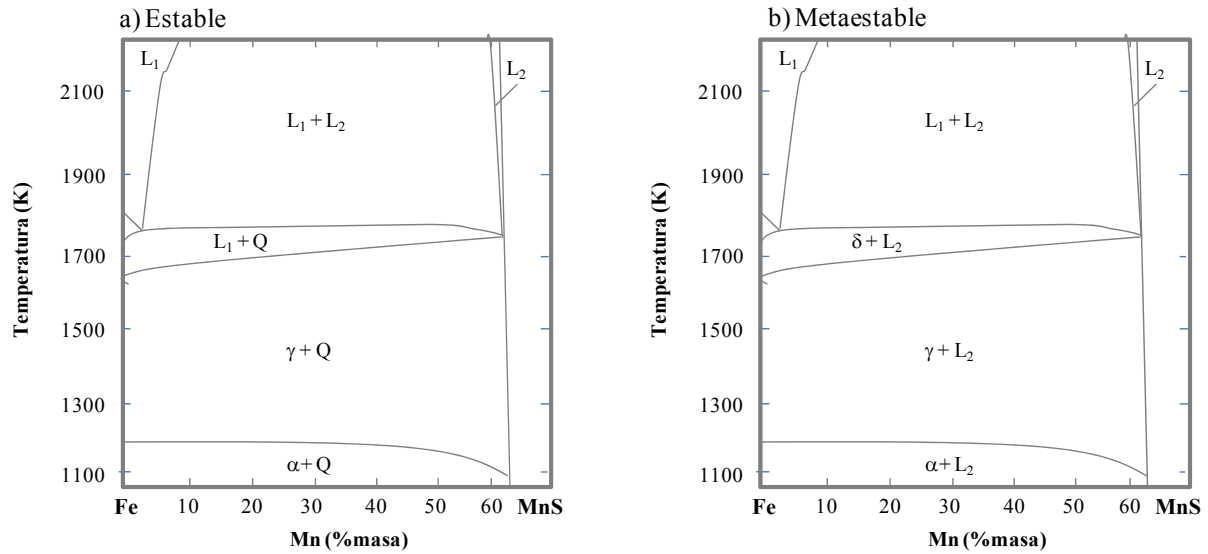 a) Estable
L₁
L₂
2100
L₁ + L₂
1900
L₁ + Q
1700
1500
γ + Q
1300
α + Q
1100
Temperatura (K)
Fe 10 20 30 40 50 60 MnS
Mn (%masa)
b) Metaestable
L₁
L₂
2100
L₁ + L₂
1900
δ + L₂
1700
1500
γ + L₂
1300
α + L₂
1100
Temperatura (K)
Fe 10 20 30 40 50 60 MnS
Mn (%masa)